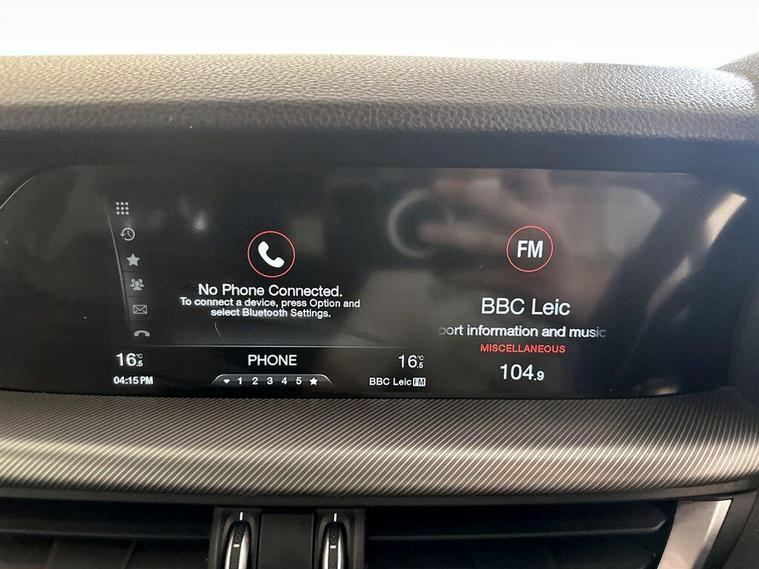 FM
No Phone Connected.
To connect a device, press Option and
select Bluetooth Settings.
BBC Leic
port information and music
MISCELLANEOUS
104.9
16.5°C
PHONE
16.5°C
04:15 PM
1 2 3 4 5
BBC Leic FM